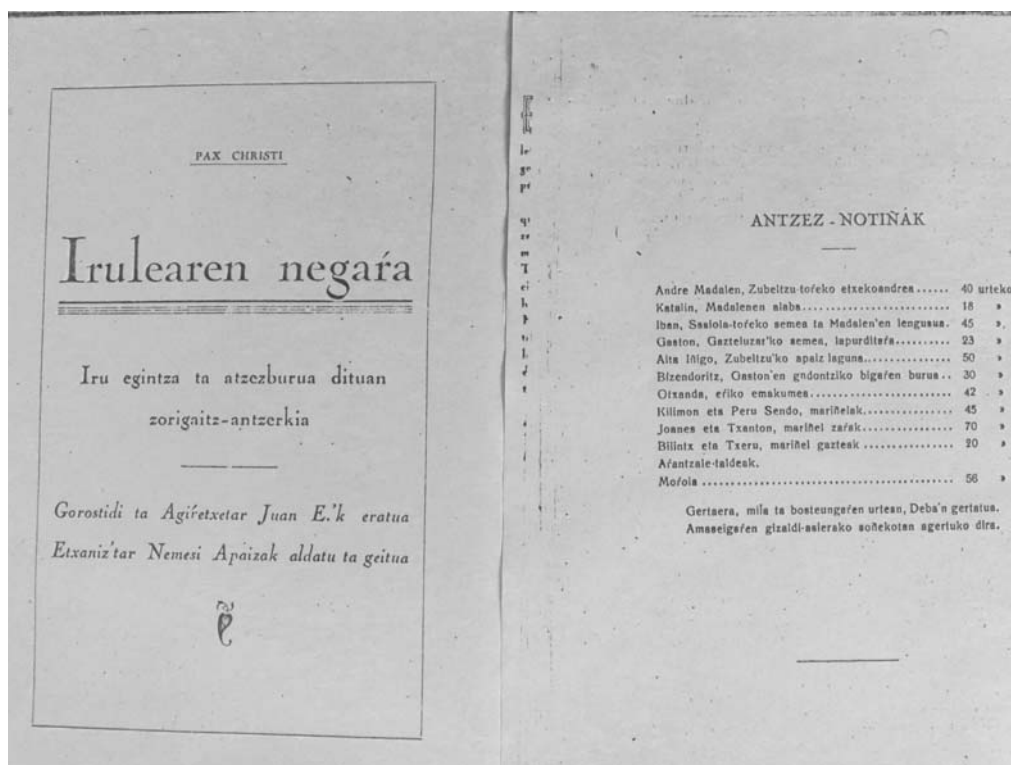 PAX CHRISTI
Irulearen negaŕa
Iru egintza ta atzezburua dituan
zorigaitz-antzerkia
Gorostidi ta Agiŕetxetar Juan E.'k eratua
Etxaniz'tar Nemesi Apaizak aldatu ta geitua
ANTZEZ-NOTIÑÁK
Andre Madalen, Zubeltzu-toŕeko etxekoandrea...... 40 urteko
Katalin, Madalenen alaba...................... 18 »
Iban, Sasiola-toŕeko semea ta Madalen'en lengusua. 45 »
Gaston, Gazteluzar'ko semea, lapurditaŕa.......... 23 »
Aita Iñigo, Zubeltzu'ko apaiz laguna............... 50 »
Bizendoritz, Gaston'en gndontziko bigaŕen burua.. 30 »
Otxanda, eŕiko emakumea........................ 42 »
Kilimon eta Peru Sendo, mariñelak................ 45 »
Joanes eta Txanton, mariñel zaŕak................ 70 »
Bilintx eta Txeru, mariñel gazteak ................ 20 »
Aŕantzale-taldeak.
Moŕoia .......................................... 56 »
Gertaera, mila ta bosteungaŕen urtean, Deba'n gertatua.
Amaseigaŕen gizaldi-asierako soñekotan ageŕtuko dira.